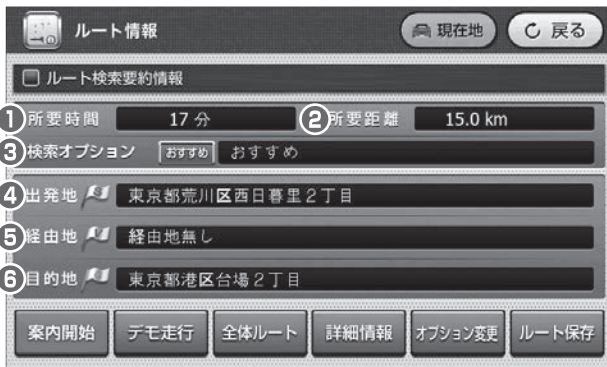 ルート情報 現在地 戻る
ルート検索要約情報
1 所要時間 17 分 2 所要距離 15.0 km
3 検索オプション おすすめ おすすめ
4 出発地 東京都荒川区西日暮里2丁目
5 経由地 経由地無し
6 目的地 東京都港区台場2丁目
案内開始 デモ走行 全体ルート 詳細情報 オプション変更 ルート保存